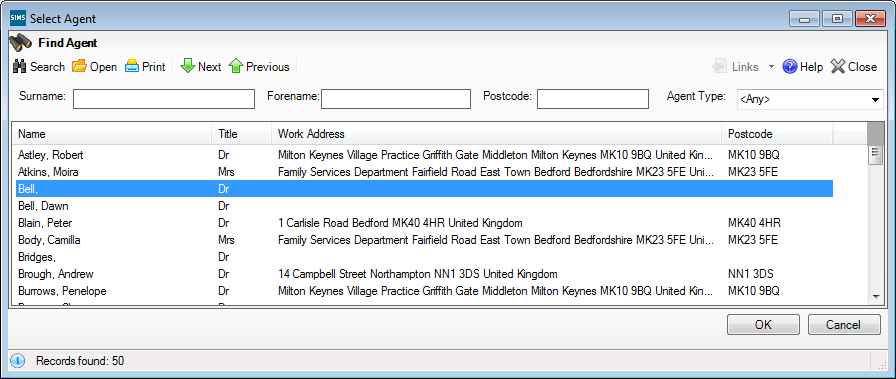 SIMS Select Agent
Find Agent
Search Open Print Next Previous Links Help Close
Surname: Forename: Postcode: Agent Type: <Any>
Name Title Work Address Postcode
Astley, Robert Dr Milton Keynes Village Practice Griffith Gate Middleton Milton Keynes MK10 9BQ United Kin... MK10 9BQ
Atkins, Moira Mrs Family Services Department Fairfield Road East Town Bedford Bedfordshire MK23 5FE Uni... MK23 5FE
Bell, Dr
Bell, Dawn Dr
Blain, Peter Dr 1 Carlisle Road Bedford MK40 4HR United Kingdom MK40 4HR
Body, Camilla Mrs Family Services Department Fairfield Road East Town Bedford Bedfordshire MK23 5FE Uni... MK23 5FE
Bridges, Dr
Brough, Andrew Dr 14 Campbell Street Northampton NN1 3DS United Kingdom NN1 3DS
Burrows, Penelope Dr Milton Keynes Village Practice Griffith Gate Middleton Milton Keynes MK10 9BQ United Kin... MK10 9BQ
OK Cancel
Records found: 50